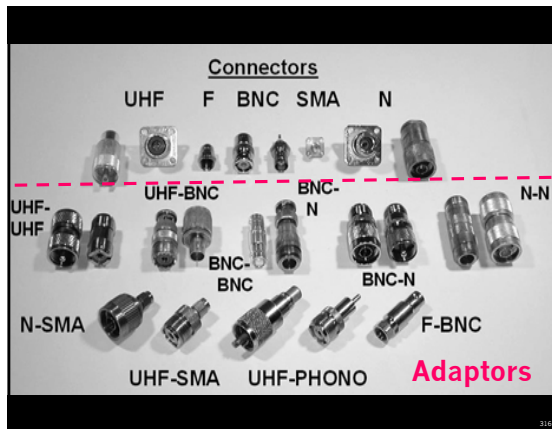 Connectors
UHF F BNC SMA N
UHF-BNC
BNC-
N
N-N
UHF-
UHF
BNC-
BNC
BNC-N
N-SMA
F-BNC
UHF-SMA
UHF-PHONO
Adaptors
316